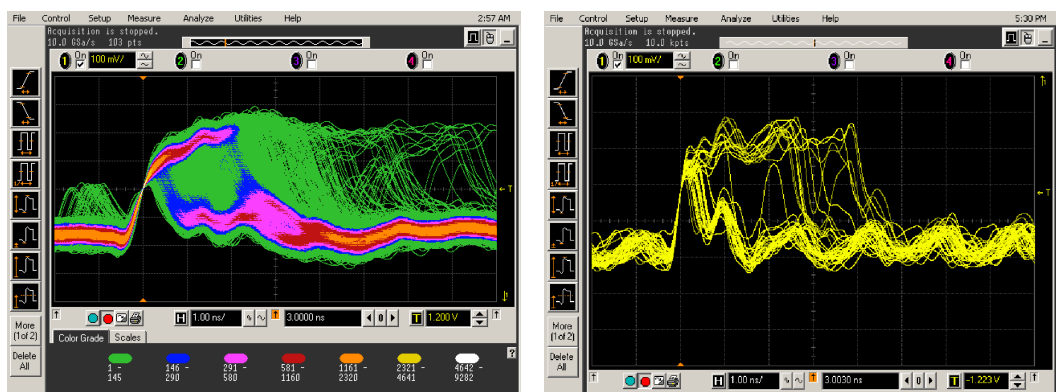 File Control Setup Measure Analyze Utilities Help 2:57 AM
Acquisition is stopped.
10.0 GSa/s 103 pts
1 On 100 mV/ 2 On 3 On 4 On
T
More
(1 of 2)
Delete
All
H 1.00 ns/ 3.0000 ns 0 T 1.200 V
Color Grade Scales
?
1 - 146 - 291 - 581 - 1161 - 2321 - 4642 -
145 290 580 1160 2320 4641 9282
File Control Setup Measure Analyze Utilities Help 5:30 PM
Acquisition is stopped.
10.0 GSa/s 10.0 kpts
1 On 100 mV/ 2 On 3 On 4 On
T
More
(1 of 2)
Delete
All
H 1.00 ns/ 3.0030 ns 0 T -1.223 V